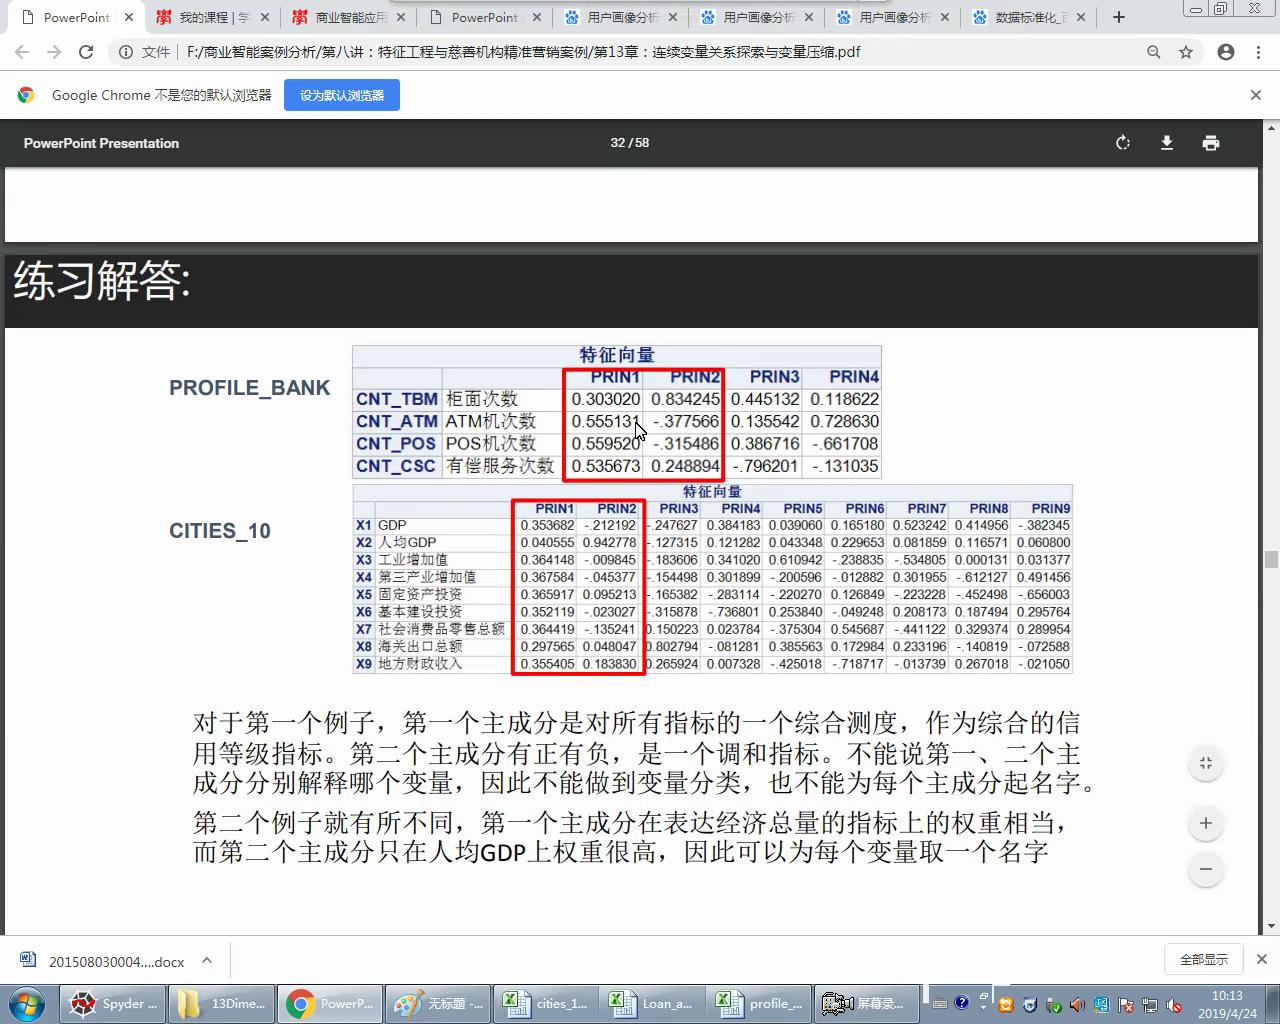 PowerPoint
我的课程 | 学
商业智能应用
PowerPoint
用户画像分析
用户画像分析
用户画像分析
数据标准化_百
文件
F:/商业智能案例分析/第八讲：特征工程与慈善机构精准营销案例/第13章：连续变量关系探索与变量压缩.pdf
Google Chrome 不是您的默认浏览器
设为默认浏览器
PowerPoint Presentation
32 / 58
练习解答:
PROFILE_BANK
特征向量
PRIN1 PRIN2 PRIN3 PRIN4
CNT_TBM 柜面次数 0.303020 0.834245 0.445132 0.118622
CNT_ATM ATM机次数 0.555131 -.377566 0.135542 0.728630
CNT_POS POS机次数 0.559520 -.315486 0.386716 -.661708
CNT_CSC 有偿服务次数 0.535673 0.248894 -.796201 -.131035
CITIES_10
特征向量
PRIN1 PRIN2 PRIN3 PRIN4 PRIN5 PRIN6 PRIN7 PRIN8 PRIN9
X1 GDP 0.353682 -.212192 -.247627 0.384183 0.039060 0.165180 0.523242 0.414956 -.382345
X2 人均GDP 0.040555 0.942778 -.127315 0.121282 0.043348 0.229653 0.081859 0.116571 0.060800
X3 工业增加值 0.364148 -.009845 -.183606 0.341020 0.610942 -.238835 -.534805 0.000131 0.031377
X4 第三产业增加值 0.367584 -.045377 -.154498 0.301899 -.200596 -.012882 0.301955 -.612127 0.491456
X5 固定资产投资 0.365917 0.095213 -.165382 -.283114 -.220270 0.126849 -.223228 -.452498 -.656003
X6 基本建设投资 0.352119 -.023027 -.315878 -.736801 0.253840 -.049248 0.208173 0.187494 0.295764
X7 社会消费品零售总额 0.364419 -.135241 0.150223 0.023784 -.375304 0.545687 -.441122 0.329374 0.289954
X8 海关出口总额 0.297565 0.048047 0.802794 -.081281 0.385563 0.172984 0.233196 -.140819 -.072588
X9 地方财政收入 0.355405 0.183830 0.265924 0.007328 -.425018 -.718717 -.013739 0.267018 -.021050
对于第一个例子，第一个主成分是对所有指标的一个综合测度，作为综合的信
用等级指标。第二个主成分有正有负，是一个调和指标。不能说第一、二个主
成分分别解释哪个变量，因此不能做到变量分类，也不能为每个主成分起名字。
第二个例子就有所不同，第一个主成分在表达经济总量的指标上的权重相当，
而第二个主成分只在人均GDP上权重很高，因此可以为每个变量取一个名字
201508030004....docx
全部显示
Spyder ...
13Dime...
PowerP...
无标题 -...
cities_1...
Loan_a...
profile_...
屏幕录...
10:13
2019/4/24